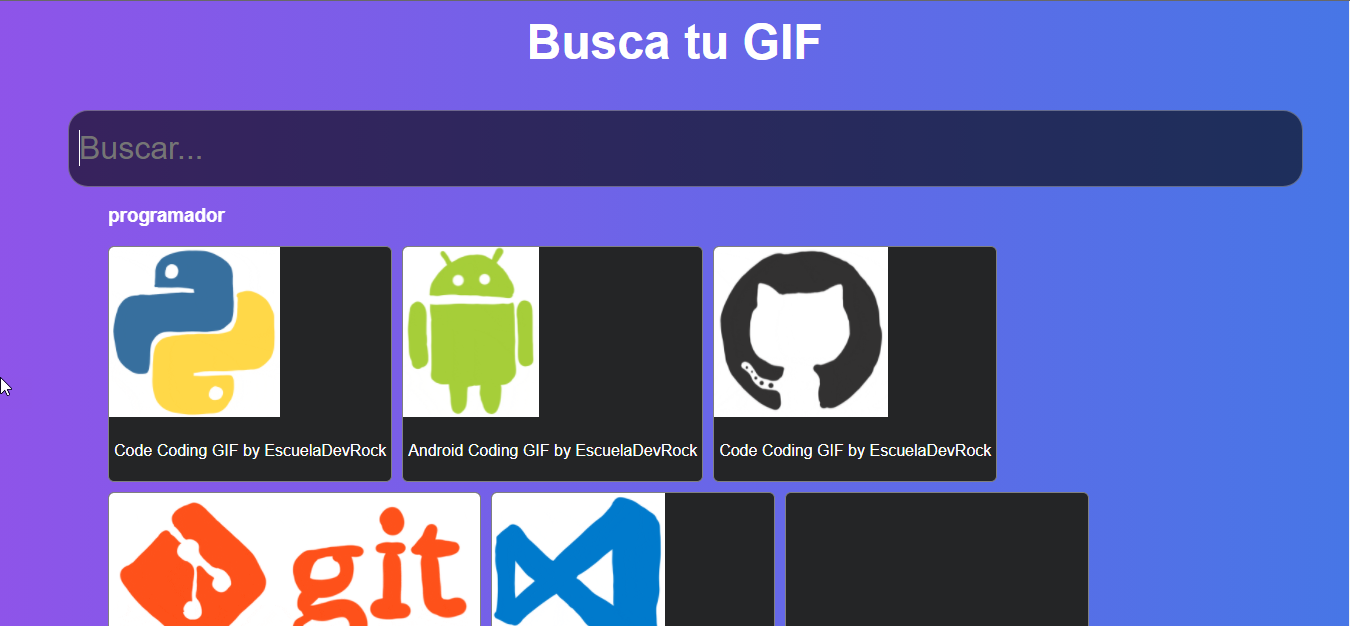 Busca tu GIF
Buscar...
programador
Code Coding GIF by EscuelaDevRock
Android Coding GIF by EscuelaDevRock
Code Coding GIF by EscuelaDevRock
git